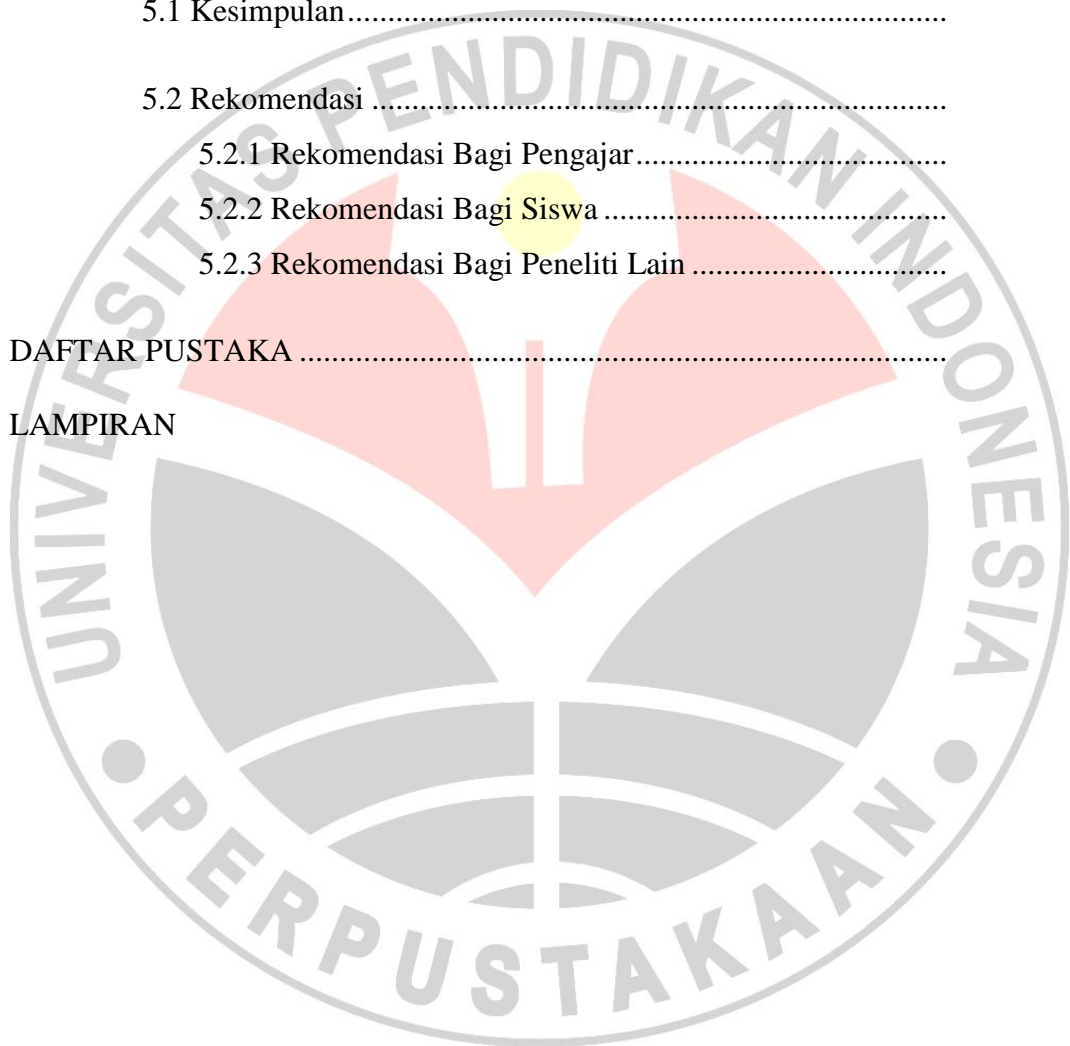 5.1 Kesimpulan...........................................................................
5.2 Rekomendasi ........................................................................
5.2.1 Rekomendasi Bagi Pengajar.......................................
5.2.2 Rekomendasi Bagi Siswa ...........................................
5.2.3 Rekomendasi Bagi Peneliti Lain ................................
DAFTAR PUSTAKA .................................................................................
LAMPIRAN
UNIVERSITAS PENDIDIKAN INDONESIA
PERPUSTAKAAN